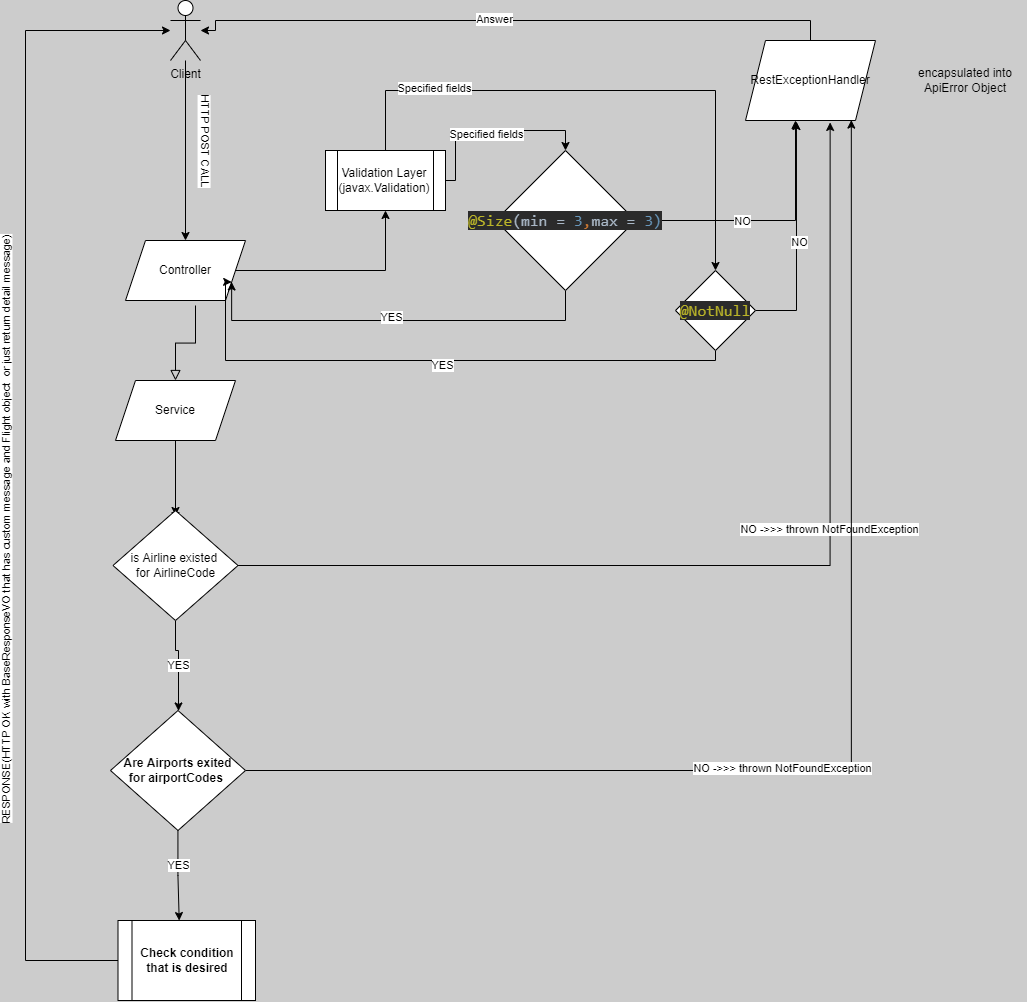 Answer
Client
RestExceptionHandler
encapsulated into
ApiError Object
HTTP POST CALL
Specified fields
Specified fields
Validation Layer
(javax.Validation)
@Size(min = 3,max = 3)
NO
NO
Controller
@NotNull
YES
YES
RESPONSE(HTTP OK with BaseResponseVO that has custom message and Flight object or just return detail message)
Service
NO ->>> thrown NotFoundException
is Airline existed
for AirlineCode
YES
Are Airports exited
for airportCodes
NO ->>> thrown NotFoundException
YES
Check condition
that is desired